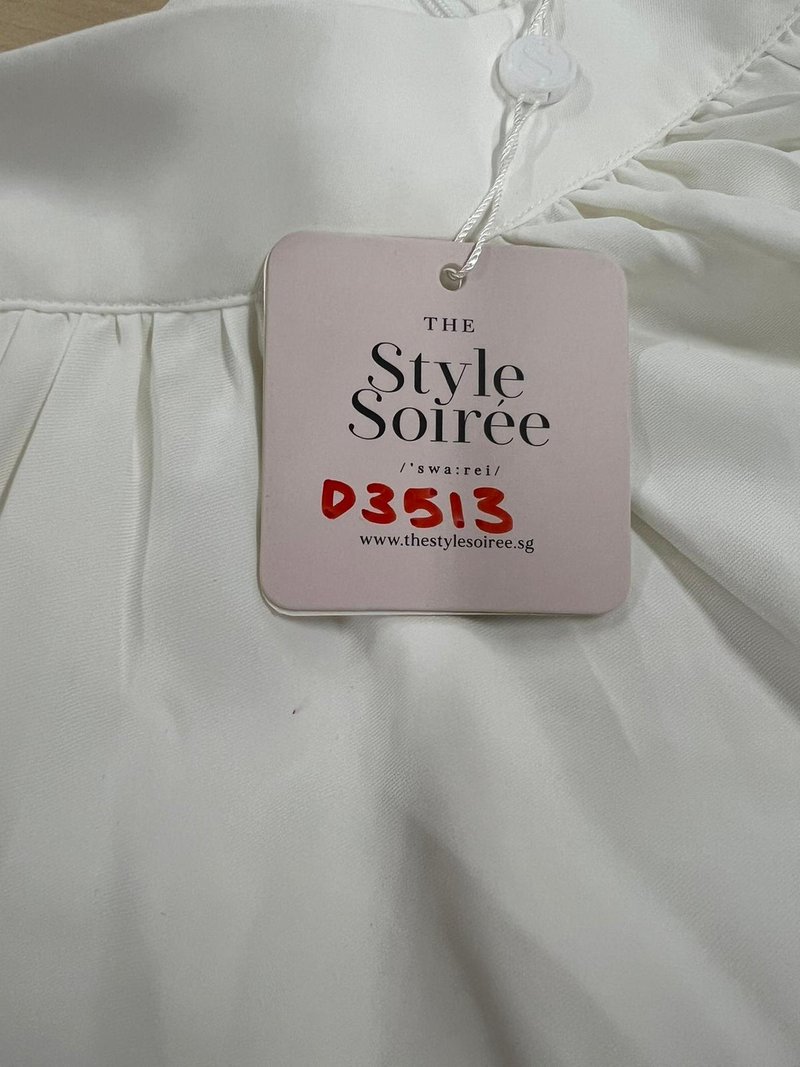 S
THE
Style
Soirée
/'swa:rei/
D3513
www.thestylesoiree.sg